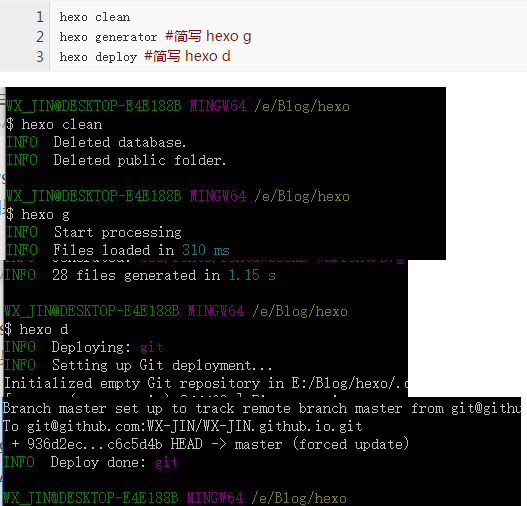 1 hexo clean
2 hexo generator #简写 hexo g
3 hexo deploy #简写 hexo d
WX_JIN@DESKTOP-E4E188B MINGW64 /e/Blog/hexo
$ hexo clean
INFO Deleted database.
INFO Deleted public folder.
WX_JIN@DESKTOP-E4E188B MINGW64 /e/Blog/hexo
$ hexo g
INFO Start processing
INFO Files loaded in 310 ms
INFO 28 files generated in 1.15 s
WX_JIN@DESKTOP-E4E188B MINGW64 /e/Blog/hexo
$ hexo d
INFO Deploying: git
INFO Setting up Git deployment...
Initialized empty Git repository in E:/Blog/hexo/.
Branch master set up to track remote branch master from git@githu
To git@github.com:WX-JIN/WX-JIN.github.io.git
+ 936d2ec...c6c5d4b HEAD -> master (forced update)
INFO Deploy done: git
WX_JIN@DESKTOP-E4E188B MINGW64 /e/Blog/hexo